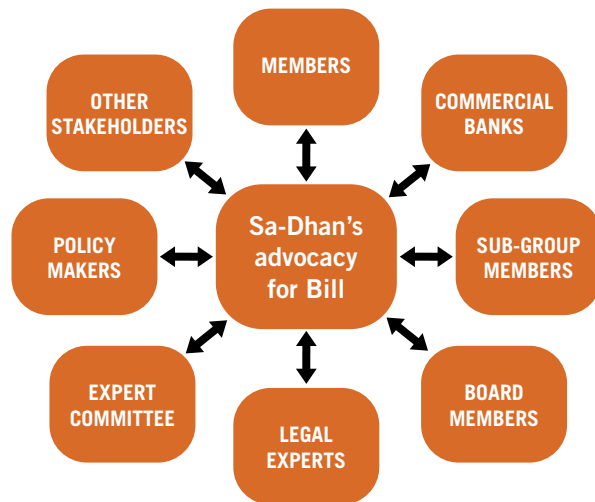 MEMBERS
OTHER
STAKEHOLDERS
COMMERCIAL
BANKS
POLICY
MAKERS
Sa-Dhan’s
advocacy
for Bill
SUB-GROUP
MEMBERS
EXPERT
COMMITTEE
LEGAL
EXPERTS
BOARD
MEMBERS